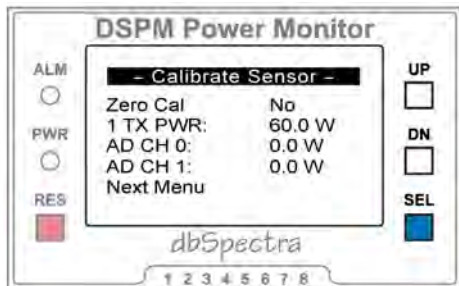 DSPM Power Monitor
ALM
PWR
RES
– Calibrate Sensor –
Zero Cal No
1 TX PWR: 60.0 W
AD CH 0: 0.0 W
AD CH 1: 0.0 W
Next Menu
UP
DN
SEL
dbSpectra
1 2 3 4 5 6 7 8